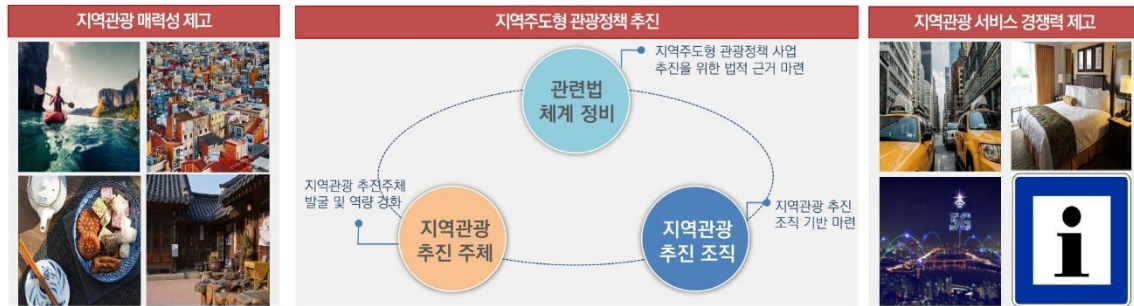 지역관광 매력성 제고
지역주도형 관광정책 추진
지역주도형 관광정책 사업
추진을 위한 법적 근거 마련
관련법
체계 정비
지역관광 추진주체
발굴 및 역량 강화
지역관광
추진 주체
지역관광
추진 조직
지역관광 추진
조직 기반 마련
지역관광 서비스 경쟁력 제고
5G
i